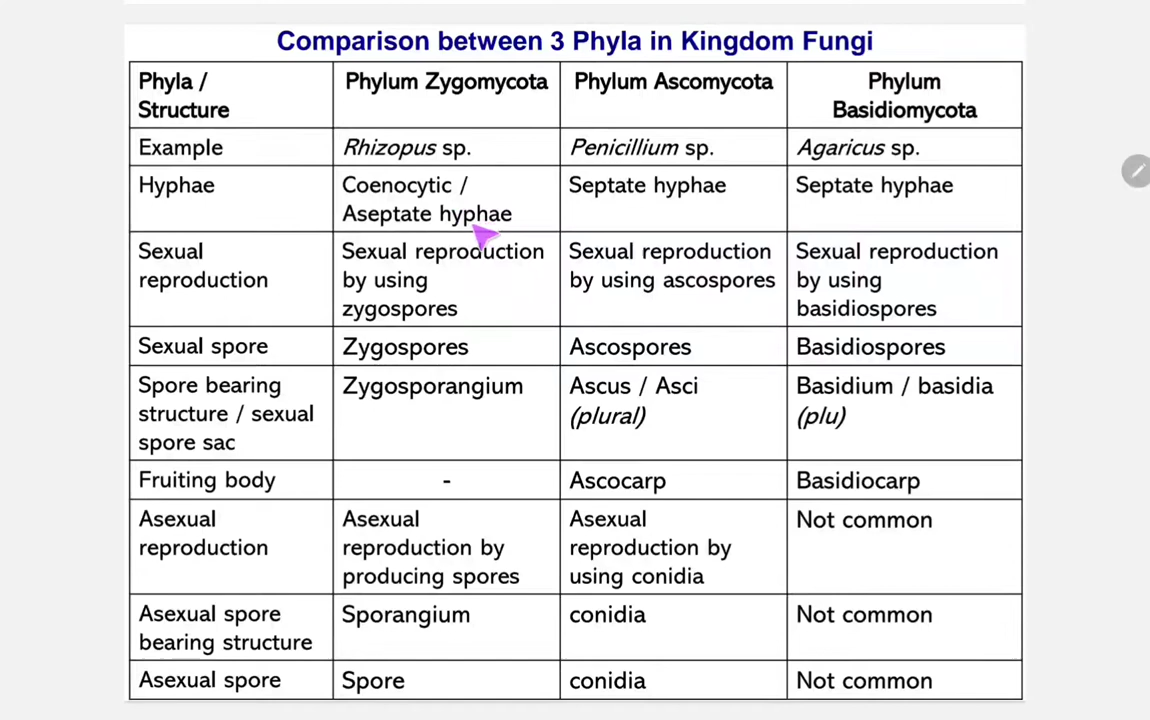 Comparison between 3 Phyla in Kingdom Fungi
Phyla /
Structure
Phylum Zygomycota
Phylum Ascomycota
Phylum
Basidiomycota
Example
Rhizopus sp.
Penicillium sp.
Agaricus sp.
Hyphae
Coenocytic /
Aseptate hyphae
Septate hyphae
Septate hyphae
Sexual
reproduction
Sexual reproduction
by using
zygospores
Sexual reproduction
by using ascospores
Sexual reproduction
by using
basidiospores
Sexual spore
Zygospores
Ascospores
Basidiospores
Spore bearing
structure / sexual
spore sac
Zygosporangium
Ascus / Asci
(plural)
Basidium / basidia
(plu)
Fruiting body
-
Ascocarp
Basidiocarp
Asexual
reproduction
Asexual
reproduction by
producing spores
Asexual
reproduction by
using conidia
Not common
Asexual spore
bearing structure
Sporangium
conidia
Not common
Asexual spore
Spore
conidia
Not common